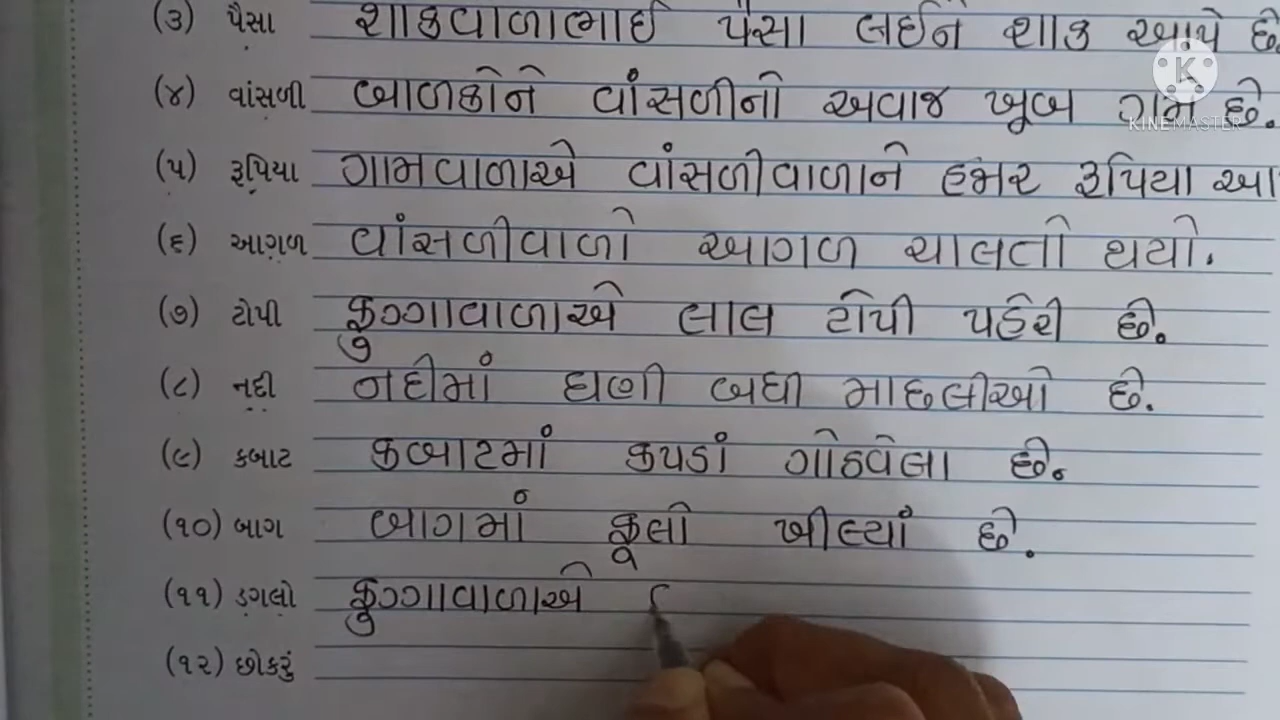 (૩) પૈસા શાકવાળાભાઈ પૈસા લઈને શાક આપે છે.
(૪) વાંસળી બાળકોને વાંસળીનો અવાજ ખૂબ ગમે છે.
(૫) રૂપિયા ગામવાળાએ વાંસળીવાળાને હજાર રૂપિયા આ
(૬) આગળ વાંસળીવાળો આગળ ચાલતો થયો.
(૭) ટોપી ફુગ્ગાવાળાએ લાલ ટોપી પહેરી છે.
(૮) નદી નદીમાં ઘણી બધી માછલીઓ છે.
(૯) કબાટ કબાટમાં કપડાં ગોઠવેલા છે.
(૧૦) બાગ બાગમાં ફૂલો ખીલ્યાં છે.
(૧૧) ડગલો ફુગ્ગાવાળાએ
(૧૨) છોકરું
K
KINEMASTER